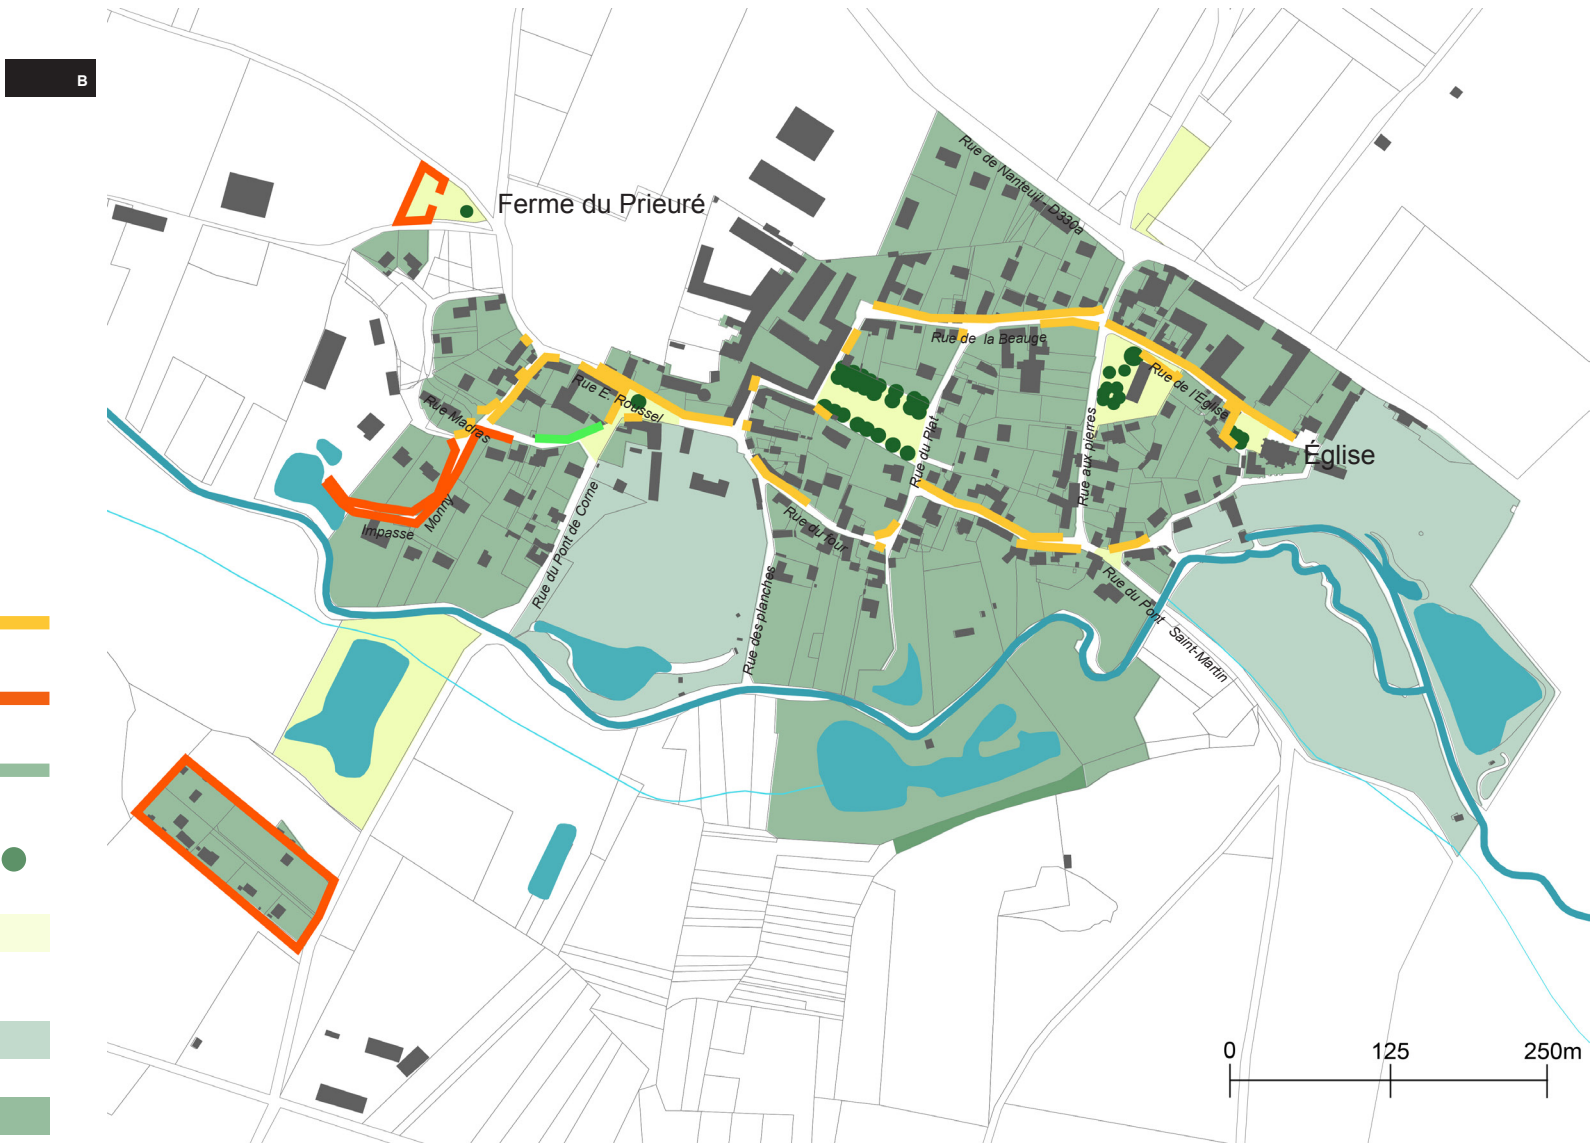 B
Rue de Nanteuil - D330a
Ferme du Prieuré
Rue de la Beauge
Rue de l'Eglise
Rue E. Roussel
Rue Madras
Rue du Plat
Rue aux pierres
Église
Impasse Monny
Rue du Pont de Corne
Rue du four
Rue des planches
Rue du Pont Saint-Martin
0 125 250m